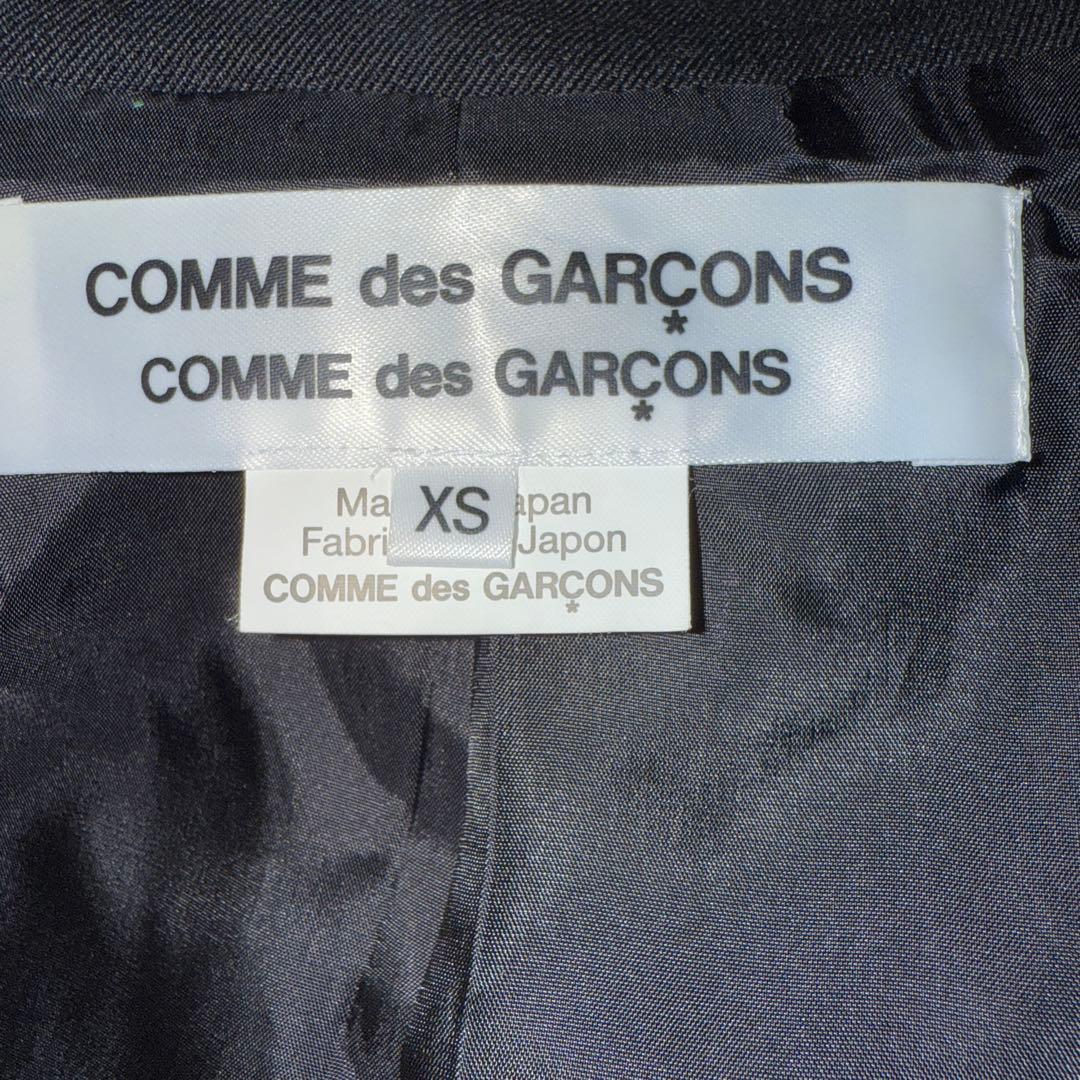 COMME des GARÇONS
*
COMME des GARÇONS
*
XS
Ma apan
Fabri Japon
COMME des GARÇONS
*